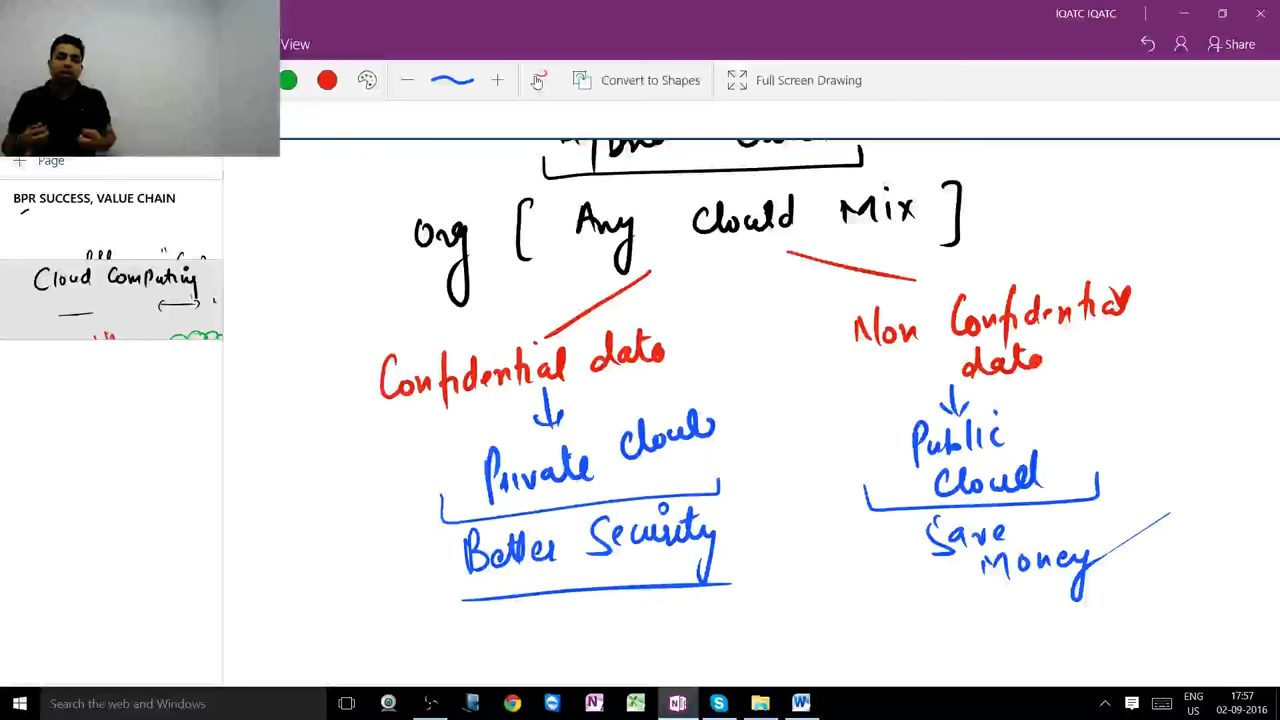 IQATC IQATC
View
Share
Convert to Shapes
Full Screen Drawing
Page
BPR SUCCESS, VALUE CHAIN
Cloud Computing
Org [ Any Clould Mix ]
Confidential data
Non Confidential
data
Private Cloud
Public
Clould
Better Security
Save
Money
Search the web and Windows
ENG
US
17:57
02-09-2016